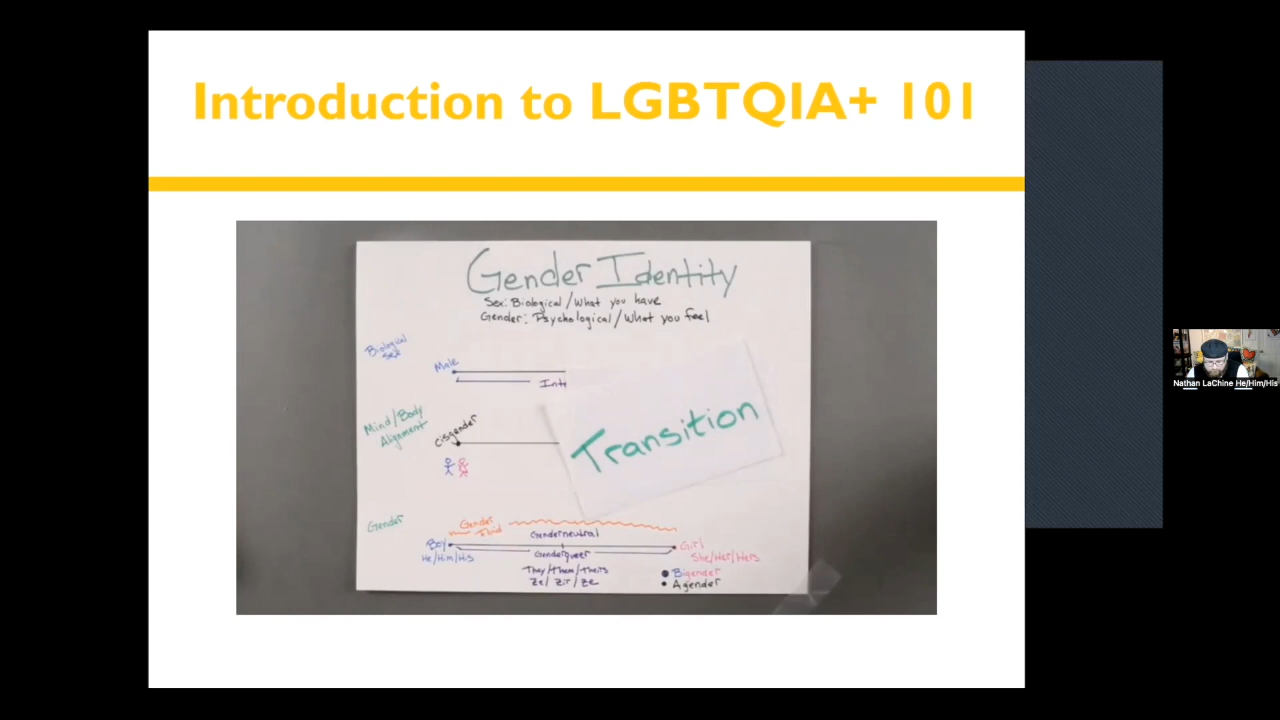 Introduction to LGBTQIA+ 101
Gender Identity
Sex: Biological/What you have
Gender: Psychological/What you feel
Biological
Sex
Male
Inte
Mind/Body
Alignment
cisgender
Transition
Gender
Gender
Fluid
Genderneutral
Boy
Girl
He/Him/His
Genderqueer
She/Her/Hers
They/Them/Theirs
Ze/Zir/Ze
Bigender
Agender
Nathan LaChine He/Him/His